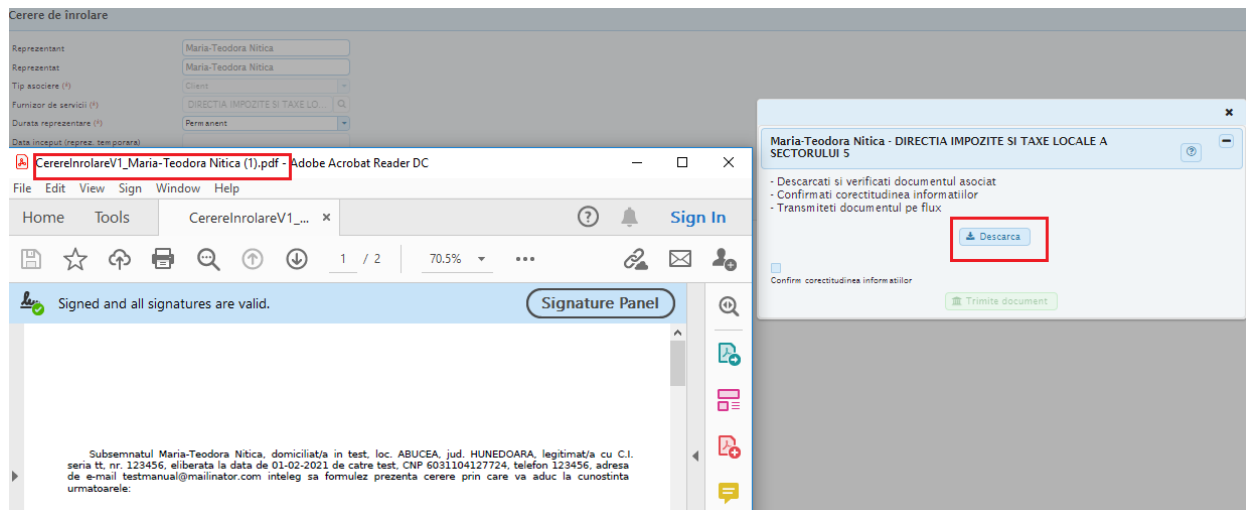 Cerere de înrolare
Reprezentant
Maria-Teodora Nitica
Reprezentat
Maria-Teodora Nitica
Tip asociere (*)
Client
Furnizor de servicii (*)
DIRECTIA IMPOZITE SI TAXE LO...
Durata reprezentare (*)
Permanent
Data inceput (reprez. temporara)
CerereInrolareV1_Maria-Teodora Nitica (1).pdf - Adobe Acrobat Reader DC
File Edit View Sign Window Help
Home Tools CerereInrolareV1_... × Sign In
1 / 2 70.5%
Signed and all signatures are valid.
Signature Panel
Subsemnatul Maria-Teodora Nitica, domiciliat/a in test, loc. ABUCEA, jud. HUNEDOARA, legitimat/a cu C.I.
seria tt, nr. 123456, eliberata la data de 01-02-2021 de catre test, CNP 6031104127724, telefon 123456, adresa
de e-mail testmanual@mailinator.com inteleg sa formulez prezenta cerere prin care va aduc la cunostinta
urmatoarele:
Maria-Teodora Nitica - DIRECTIA IMPOZITE SI TAXE LOCALE A
SECTORULUI 5
- Descarcati si verificati documentul asociat
- Confirmati corectitudinea informatiilor
- Transmiteti documentul pe flux
Descarca
Confirm corectitudinea informatiilor
Trimite document